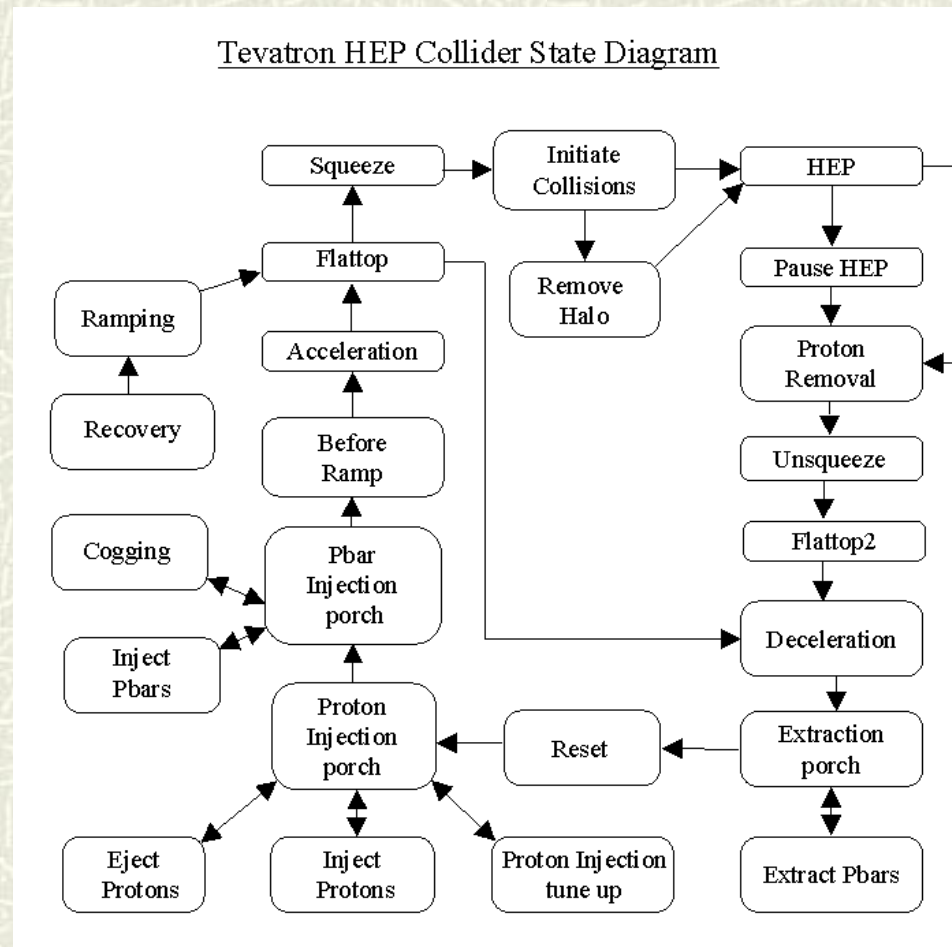 Tevatron HEP Collider State Diagram
Squeeze
Initiate
Collisions
HEP
Flattop
Remove
Halo
Pause HEP
Ramping
Acceleration
Proton
Removal
Recovery
Before
Ramp
Unsqueeze
Cogging
Pbar
Injection
porch
Flattop2
Inject
Pbars
Deceleration
Proton
Injection
porch
Reset
Extraction
porch
Eject
Protons
Inject
Protons
Proton Injection
tune up
Extract Pbars